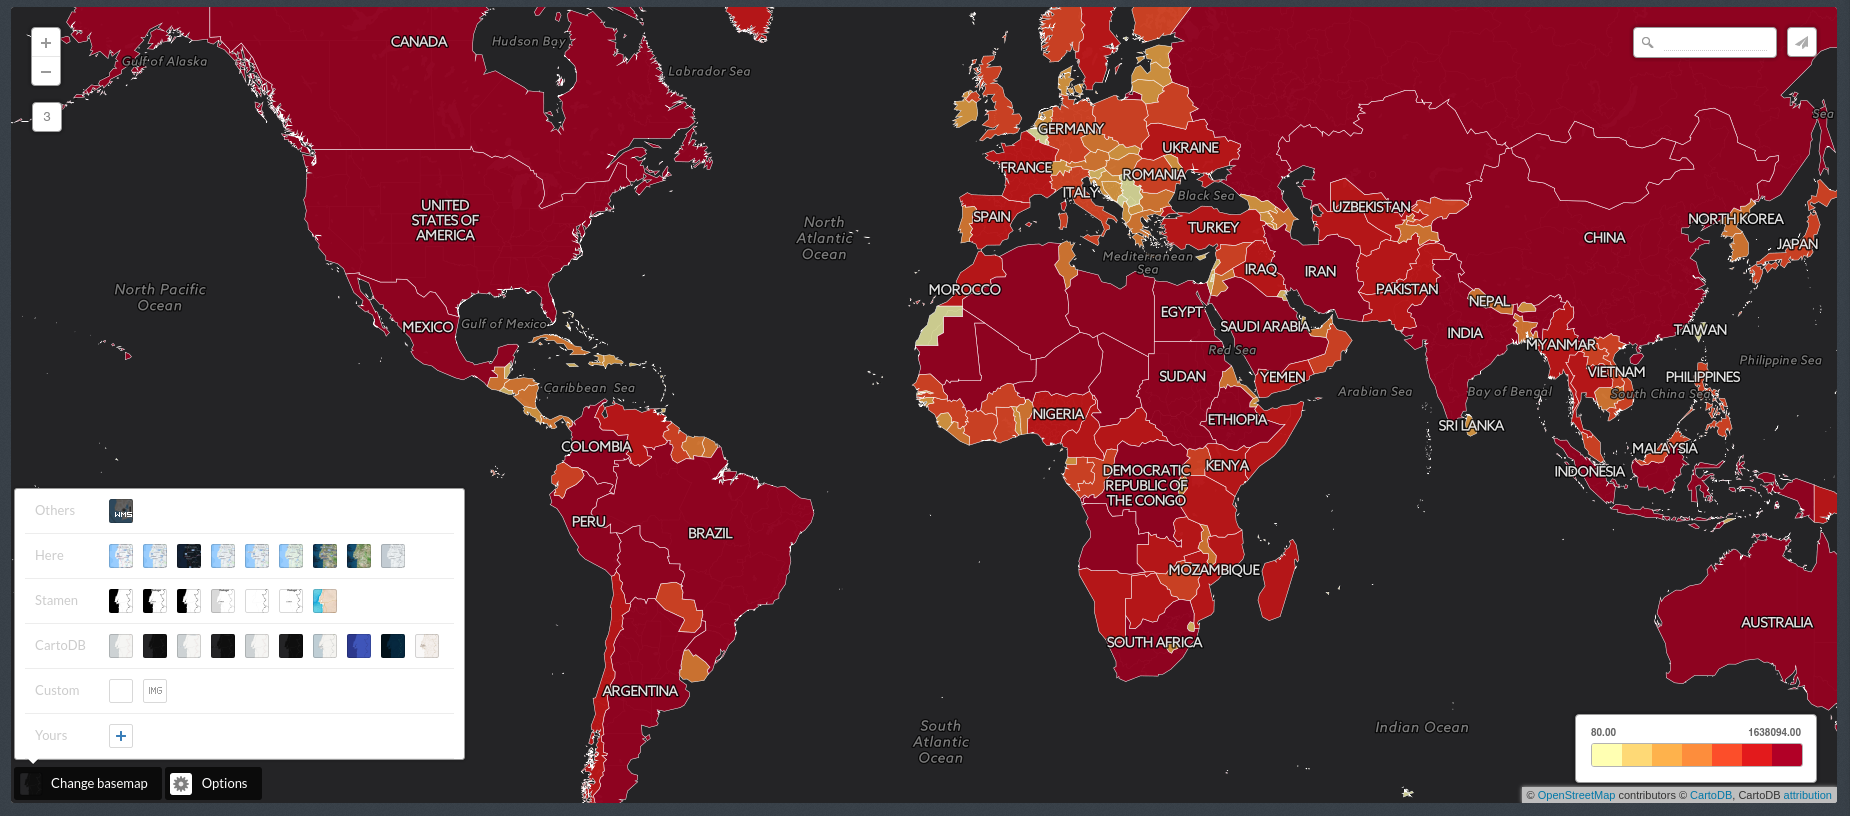 CANADA
Hudson Bay
Gulf of Alaska
Labrador Sea
3
Sea
GERMANY
UKRAINE
FRANCE
ROMANIA
ITALY
Black Sea
UNITED
STATES OF
AMERICA
North
Atlantic
Ocean
SPAIN
TURKEY
UZBEKISTAN
NORTH KOREA
CHINA
JAPAN
Mediterranean
Sea
IRAQ
IRAN
North Pacific
Ocean
MOROCCO
PAKISTAN
NEPAL
EGYPT
MEXICO
Gulf of Mexico
SAUDI ARABIA
INDIA
TAIWAN
MYANMAR
Red Sea
Philippine Sea
VIETNAM
SUDAN
YEMEN
PHILIPPINES
Caribbean Sea
Arabian Sea
Bay of Bengal
South China Sea
NIGERIA
ETHIOPIA
SRI LANKA
COLOMBIA
MALAYSIA
DEMOCRATIC
REPUBLIC OF
THE CONGO
KENYA
INDONESIA
PERU
BRAZIL
MOZAMBIQUE
SOUTH AFRICA
AUSTRALIA
ARGENTINA
South
Atlantic
Ocean
Indian Ocean
Others
WMS
Here
Stamen
CartoDB
Custom
IMG
Yours
+
Change basemap
Options
80.00 1638094.00
© OpenStreetMap contributors © CartoDB, CartoDB attribution